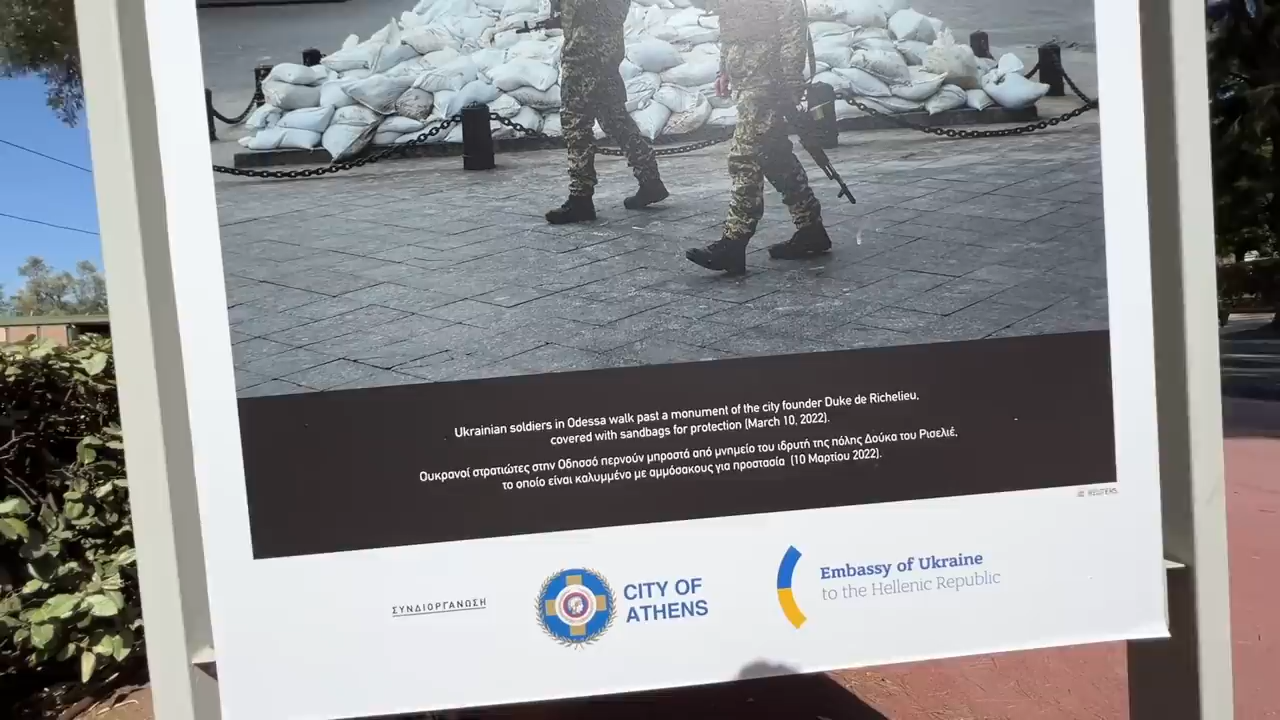 Ukrainian soldiers in Odessa walk past a monument of the city founder Duke de Richelieu,
covered with sandbags for protection (March 10, 2022).
Ουκρανοί στρατιώτες στην Οδησσό περνούν μπροστά από μνημείο του ιδρυτή της πόλης Δούκα του Ρισελιέ,
το οποίο είναι καλυμμένο με αμμόσακους για προστασία (10 Μαρτίου 2022).
© REUTERS
ΣΥΝΔΙΟΡΓΑΝΩΣΗ
CITY OF
ATHENS
Embassy of Ukraine
to the Hellenic Republic